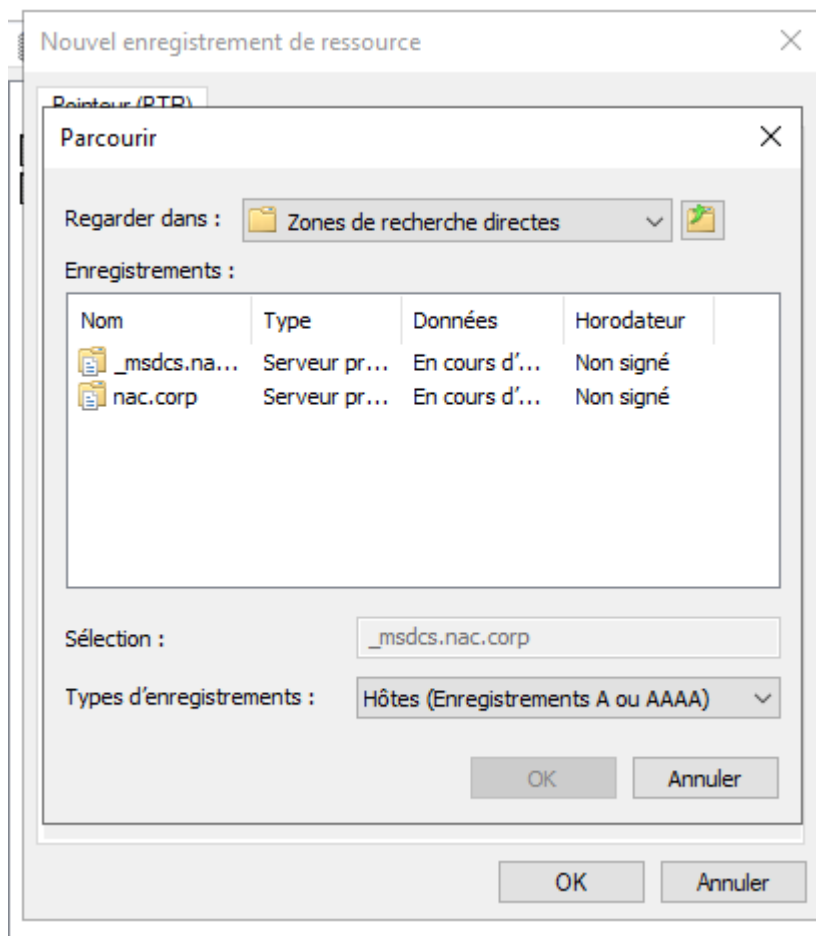 Nouvel enregistrement de ressource
Pointeur (PTR)
Parcourir
Regarder dans : Zones de recherche directes
Enregistrements :
Nom Type Données Horodateur
_msdcs.na... Serveur pr... En cours d'... Non signé
nac.corp Serveur pr... En cours d'... Non signé
Sélection : _msdcs.nac.corp
Types d'enregistrements : Hôtes (Enregistrements A ou AAAA)
OK Annuler
OK Annuler